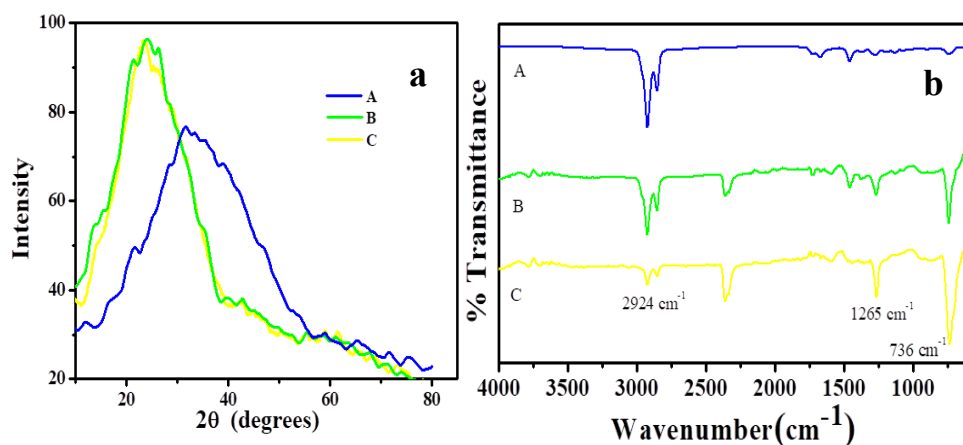 a
A
B
C
100
80
60
40
20
Intensity
20 40 60 80
2θ (degrees)
b
A
B
C
2924 cm-1
1265 cm-1
736 cm-1
% Transmittance
4000 3500 3000 2500 2000 1500 1000
Wavenumber(cm-1)